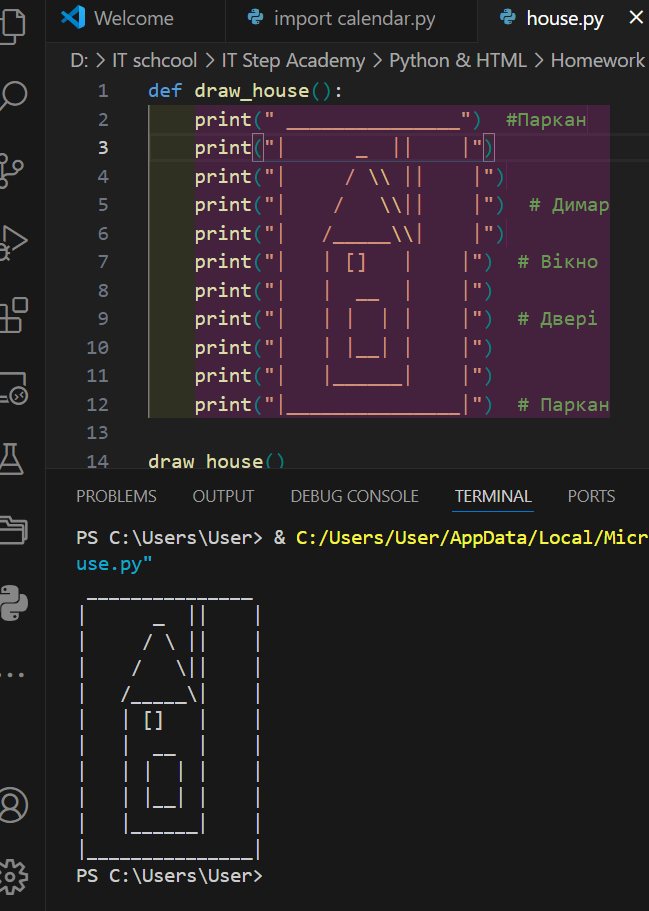 Welcome
import calendar.py
house.py
D: > IT schcool > IT Step Academy > Python & HTML > Homework
1 def draw_house():
2     print(" _______________")  #Паркан
3     print("|      _  ||    |")
4     print("|     / \\ ||    |")
5     print("|    /   \\||    |")  # Димар
6     print("|   /_____\\|    |")
7     print("|   | []   |    |")  # Вікно
8     print("|   |  __  |    |")
9     print("|   | |  | |    |")  # Двері
10     print("|   | |__| |    |")
11     print("|   |______|    |")
12     print("|_______________|")  # Паркан
13
14 draw_house()
PROBLEMS OUTPUT DEBUG CONSOLE TERMINAL PORTS
PS C:\Users\User> & C:/Users/User/AppData/Local/Micr
use.py"
 _______________
|      _  ||    |
|     / \ ||    |
|    /   \||    |
|   /_____\|    |
|   | []   |    |
|   |  __  |    |
|   | |  | |    |
|   | |__| |    |
|   |______|    |
|_______________|
PS C:\Users\User>